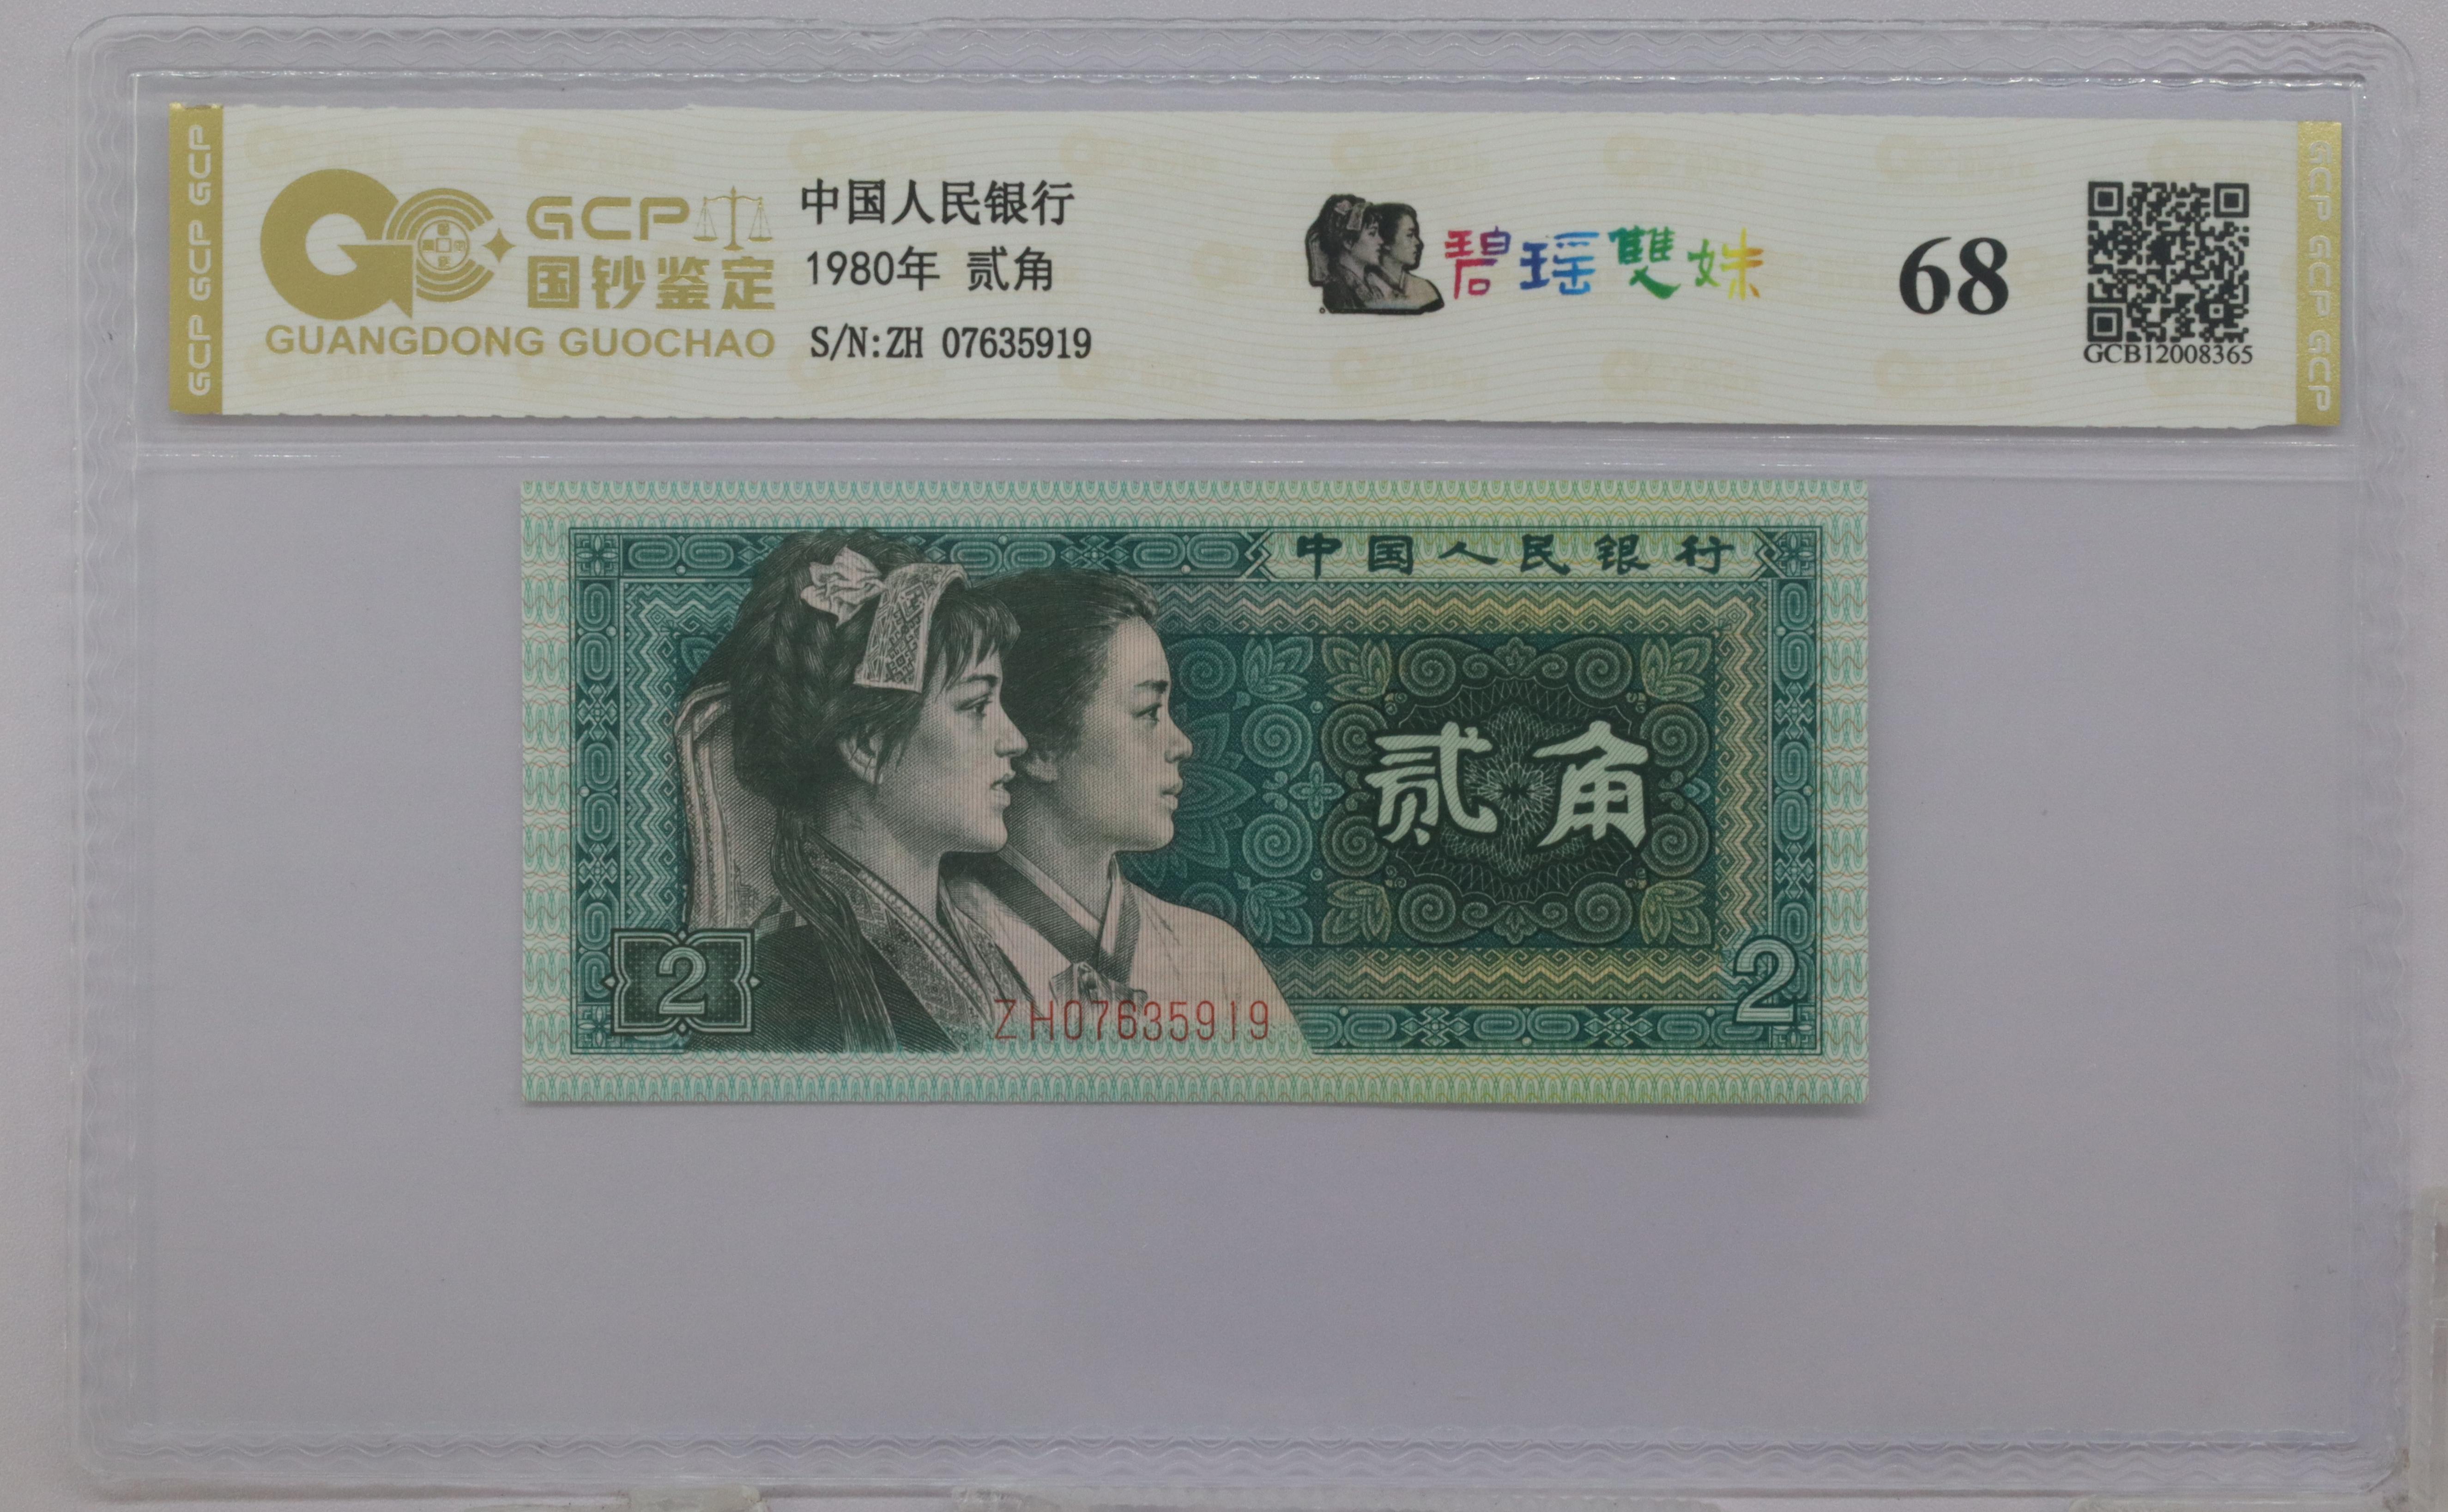 GCP GCP GCP
GCP
国钞鉴定
GUANGDONG GUOCHAO
中国人民银行
1980年 贰角
S/N:ZH 07635919
碧瑶雙姝
68
GCB12008365
GCP GCP GCP
中国人民银行
贰角
2
ZH07635919
2